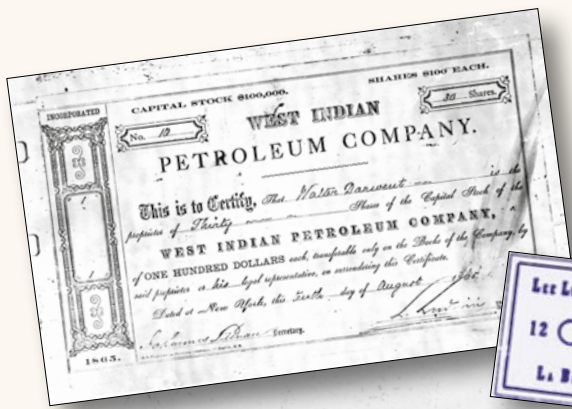 CAPITAL STOCK $100,000.
SHARES $100 EACH.
INCORPORATED
No. 10
30 Shares.
WEST INDIAN
PETROLEUM COMPANY.
This is to Certify, That Walter Darwent is the
proprietor of Thirty Shares of the Capital Stock of the
WEST INDIAN PETROLEUM COMPANY,
of ONE HUNDRED DOLLARS each, transferable only on the Books of the Company, by
said proprietor or his legal representative, on surrendering this Certificate.
Dated at New York, this Tenth day of August
Secretary.
1865.
12